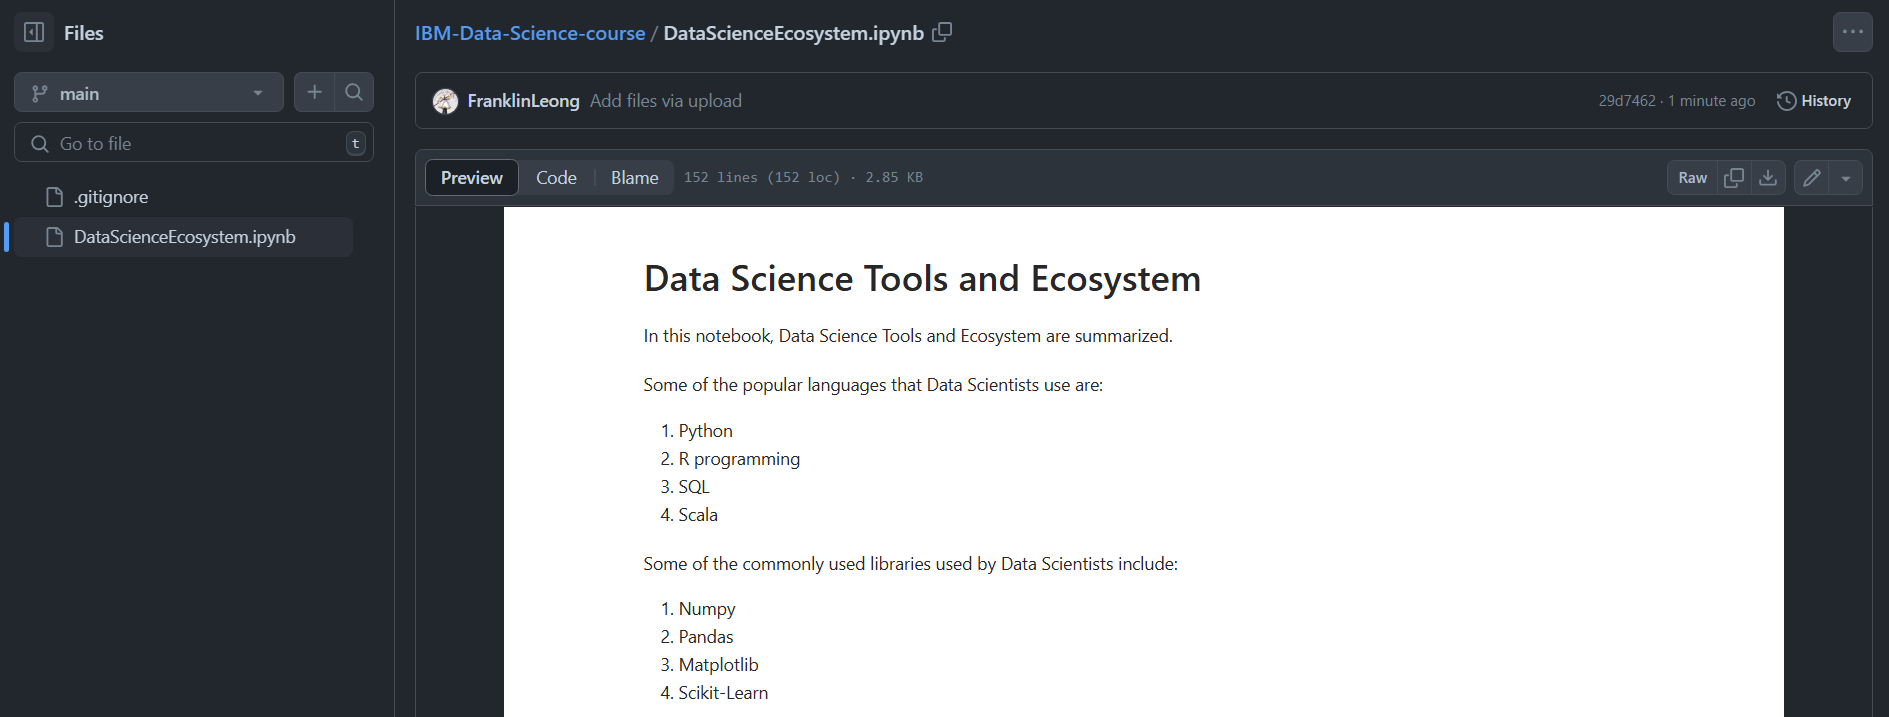 Files
main
Go to file
t
.gitignore
DataScienceEcosystem.ipynb
IBM-Data-Science-course / DataScienceEcosystem.ipynb
FranklinLeong Add files via upload
29d7462 · 1 minute ago
History
Preview Code Blame 152 lines (152 loc) · 2.85 KB
Raw
Data Science Tools and Ecosystem
In this notebook, Data Science Tools and Ecosystem are summarized.
Some of the popular languages that Data Scientists use are:
1. Python
2. R programming
3. SQL
4. Scala
Some of the commonly used libraries used by Data Scientists include:
1. Numpy
2. Pandas
3. Matplotlib
4. Scikit-Learn